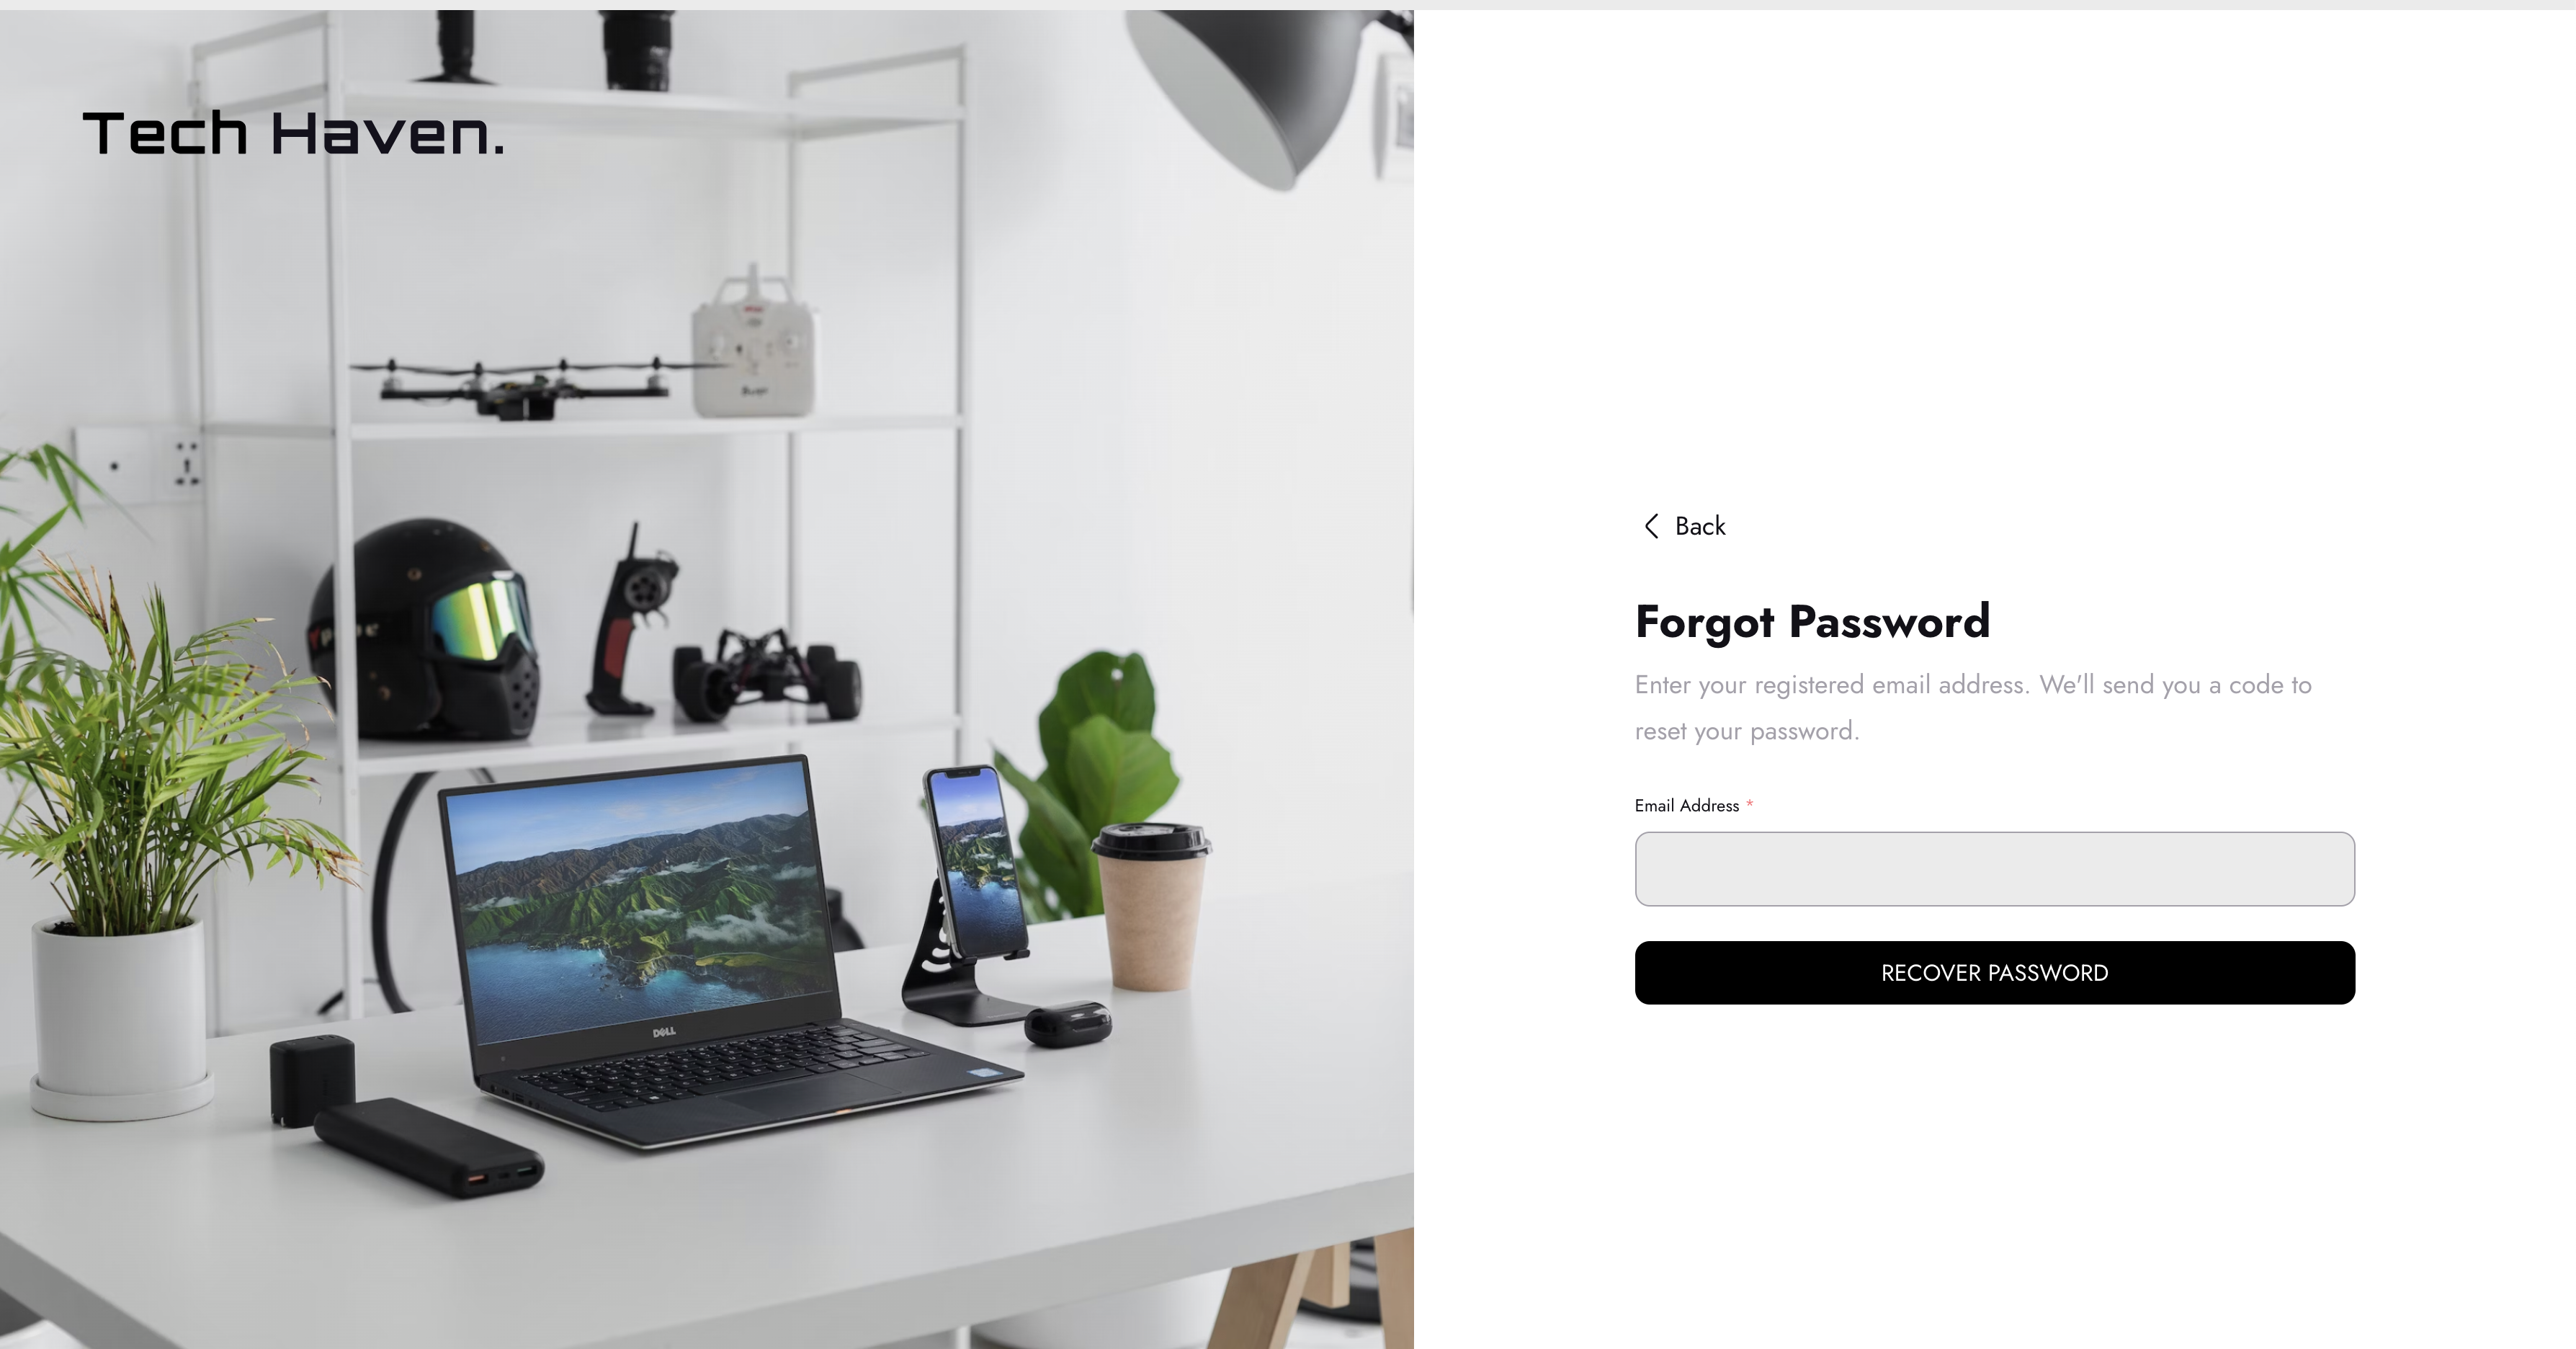 Tech Haven.
Back
Forgot Password
Enter your registered email address. We'll send you a code to
reset your password.
Email Address *
RECOVER PASSWORD
DELL